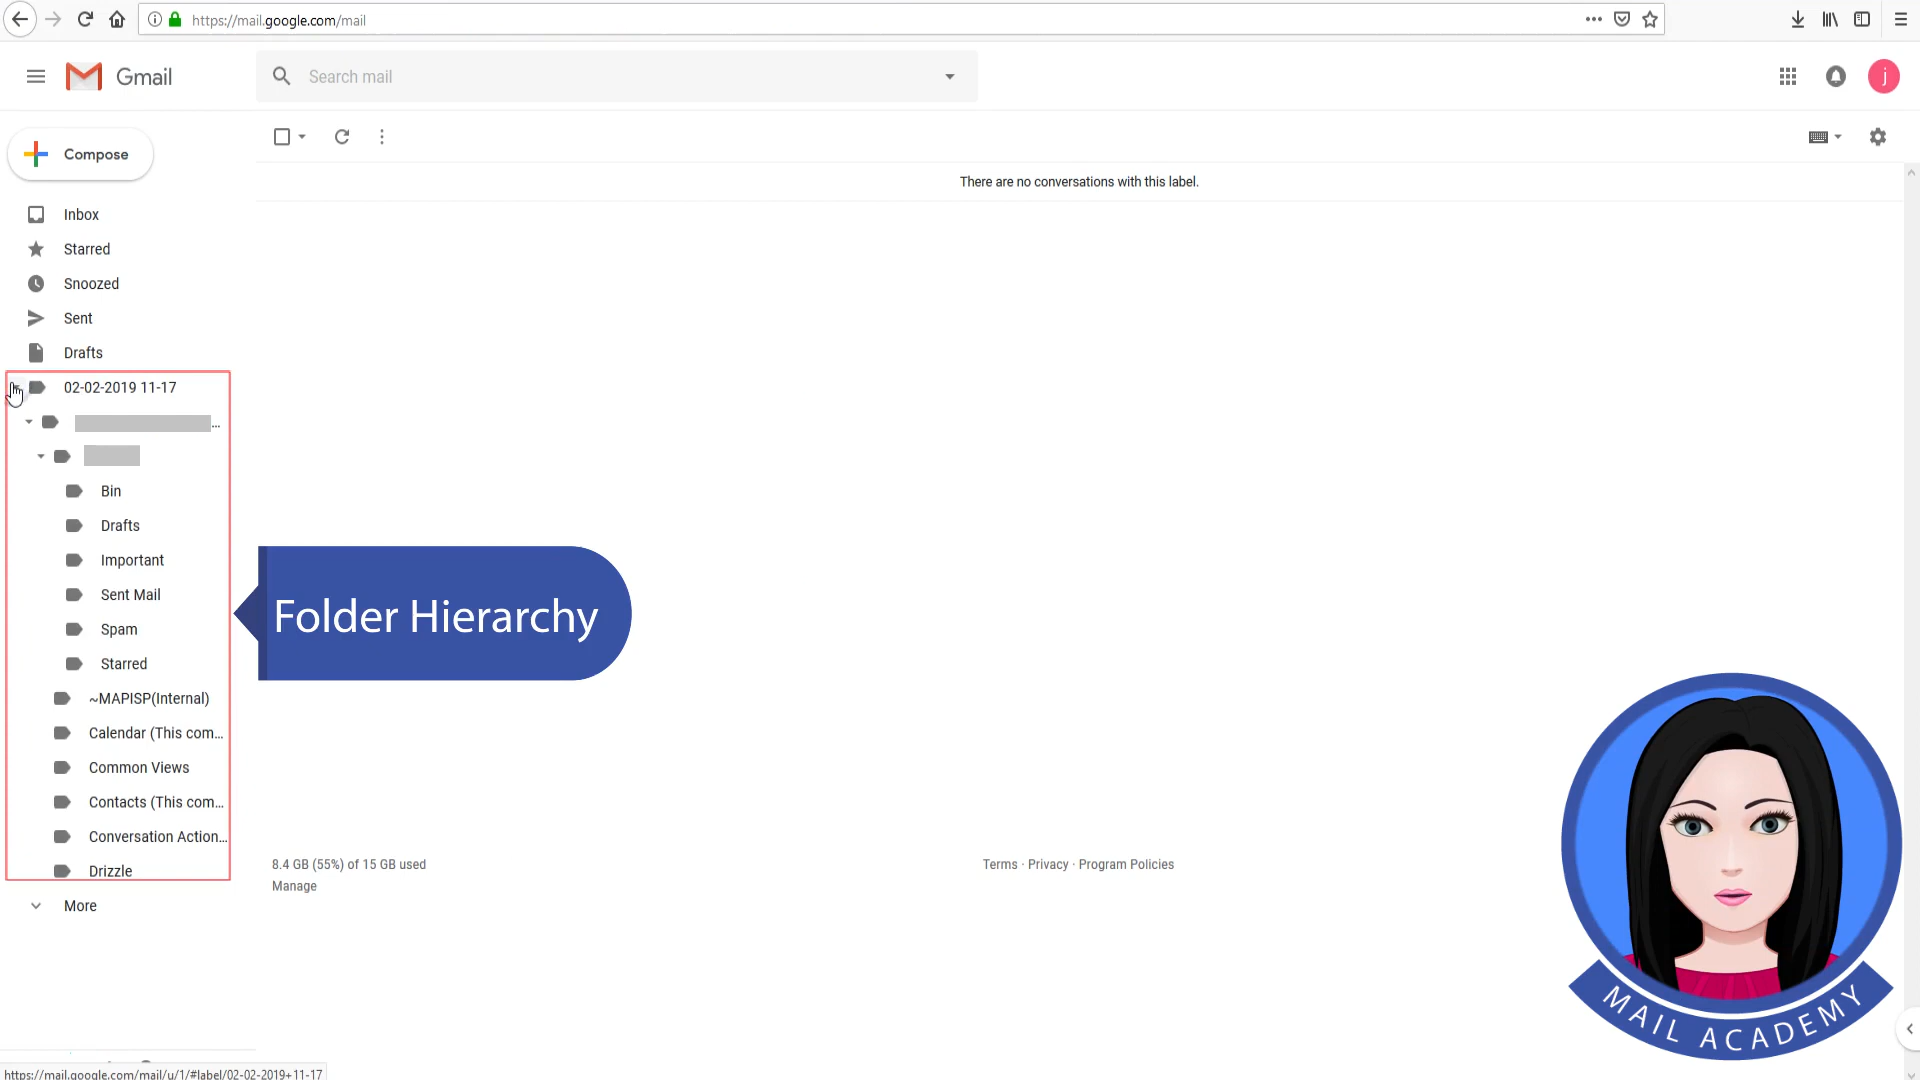 https://mail.google.com/mail
Gmail
Search mail
j
Compose
There are no conversations with this label.
Inbox
Starred
Snoozed
Sent
Drafts
02-02-2019 11-17
...
Bin
Drafts
Important
Sent Mail
Spam
Starred
~MAPISP(Internal)
Calendar (This com...
Common Views
Contacts (This com...
Conversation Action...
Drizzle
More
Folder Hierarchy
8.4 GB (55%) of 15 GB used
Manage
Terms · Privacy · Program Policies
MAIL ACADEMY
https://mail.google.com/mail/u/1/#label/02-02-2019+11-17